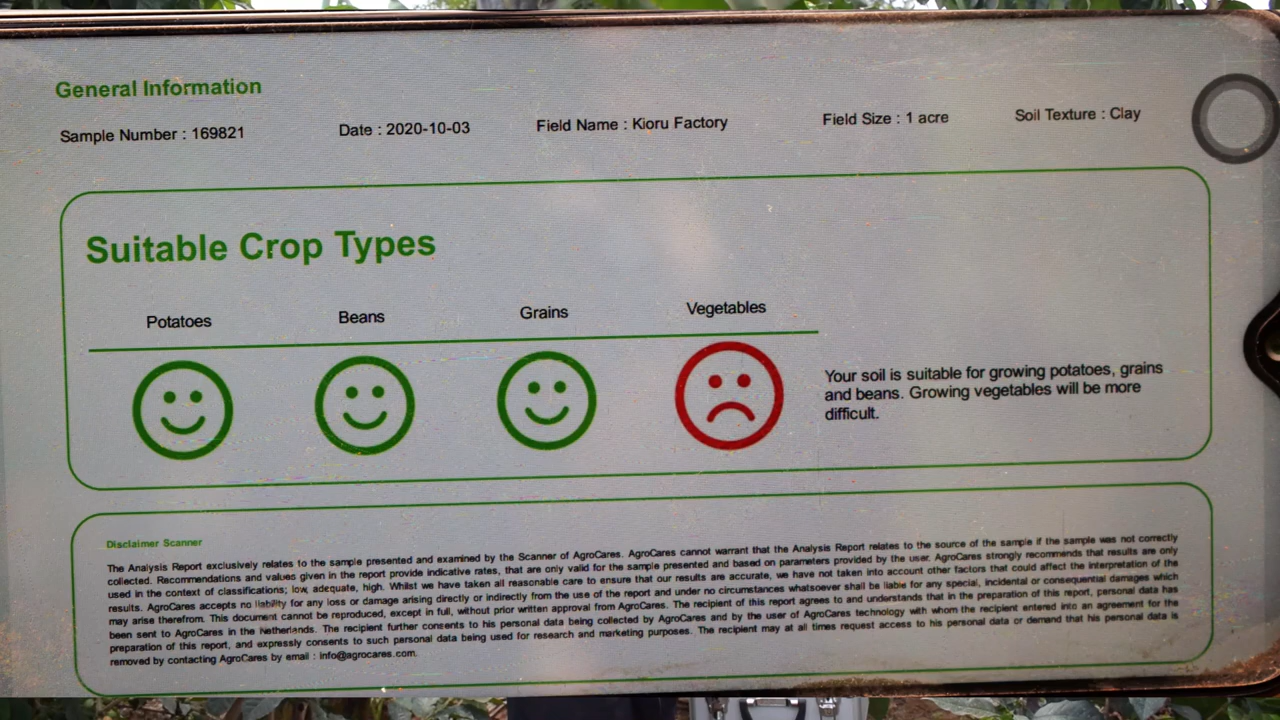 General Information
Sample Number : 169821 Date : 2020-10-03 Field Name : Kioru Factory Field Size : 1 acre Soil Texture : Clay
Suitable Crop Types
Potatoes Beans Grains Vegetables
Your soil is suitable for growing potatoes, grains
and beans. Growing vegetables will be more
difficult.
Disclaimer Scanner
The Analysis Report exclusively relates to the sample presented and examined by the Scanner of AgroCares. AgroCares cannot warrant that the Analysis Report relates to the source of the sample if the sample was not correctly
collected. Recommendations and values given in the report provide indicative rates, that are only valid for the sample presented and based on parameters provided by the user. AgroCares strongly recommends that results are only
used in the context of classifications; low, adequate, high. Whilst we have taken all reasonable care to ensure that our results are accurate, we have not taken into account other factors that could affect the interpretation of the
results. AgroCares accepts no liability for any loss or damage arising directly or indirectly from the use of the report and under no circumstances whatsoever shall be liable for any special, incidental or consequential damages which
may arise therefrom. This document cannot be reproduced, except in full, without prior written approval from AgroCares. The recipient of this report agrees to and understands that in the preparation of this report, personal data has
been sent to AgroCares in the Netherlands. The recipient further consents to his personal data being collected by AgroCares and by the user of AgroCares technology with whom the recipient entered into an agreement for the
preparation of this report, and expressly consents to such personal data being used for research and marketing purposes. The recipient may at all times request access to his personal data or demand that his personal data is
removed by contacting AgroCares by email : info@agrocares.com.